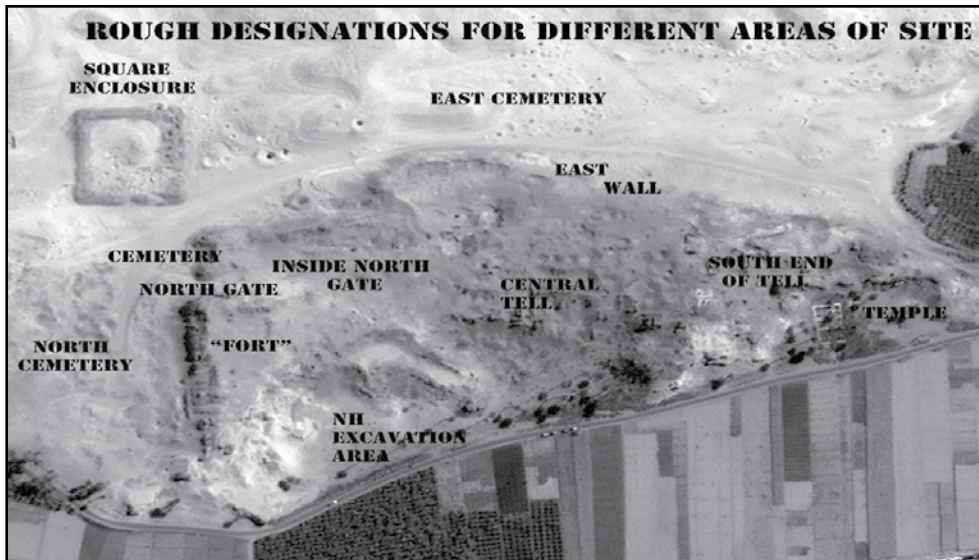 ROUGH DESIGNATIONS FOR DIFFERENT AREAS OF SITE
SQUARE
ENCLOSURE
EAST CEMETERY
EAST
WALL
CEMETERY
INSIDE NORTH
GATE
NORTH GATE
CENTRAL
TELL
SOUTH END
OF TELL
TEMPLE
NORTH
CEMETERY
"FORT"
NH
EXCAVATION
AREA